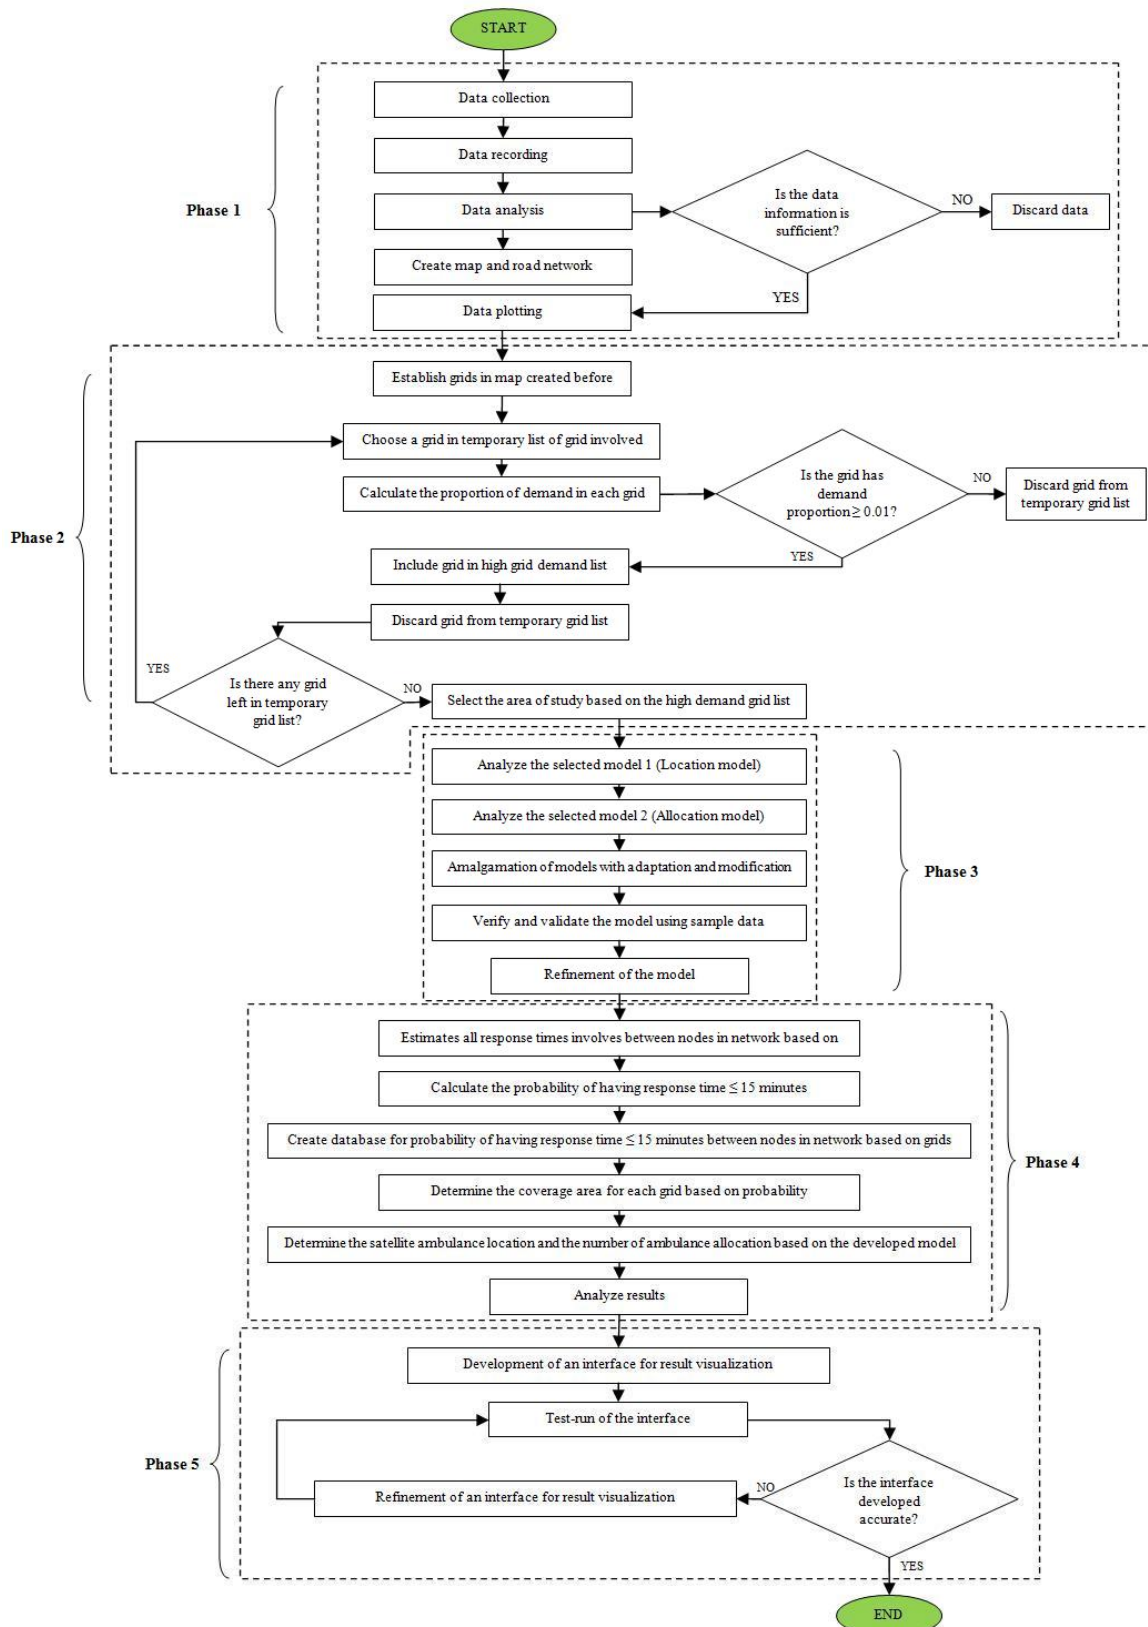 START
Data collection
Data recording
Phase 1
Data analysis
Is the data
information is
sufficient?
NO
Discard data
Create map and road network
YES
Data plotting
Establish grids in map created before
Choose a grid in temporary list of grid involved
Calculate the proportion of demand in each grid
Is the grid has
demand
proportion ≥ 0.01?
NO
Discard grid from
temporary grid list
Phase 2
YES
Include grid in high grid demand list
Discard grid from temporary grid list
YES
Is there any grid
left in temporary
grid list?
NO
Select the area of study based on the high demand grid list
Analyze the selected model 1 (Location model)
Analyze the selected model 2 (Allocation model)
Amalgamation of models with adaptation and modification
Phase 3
Verify and validate the model using sample data
Refinement of the model
Estimates all response times involves between nodes in network based on
Calculate the probability of having response time ≤ 15 minutes
Create database for probability of having response time ≤ 15 minutes between nodes in network based on grids
Phase 4
Determine the coverage area for each grid based on probability
Determine the satellite ambulance location and the number of ambulance allocation based on the developed model
Analyze results
Development of an interface for result visualization
Test-run of the interface
Phase 5
Refinement of an interface for result visualization
NO
Is the interface
developed
accurate?
YES
END